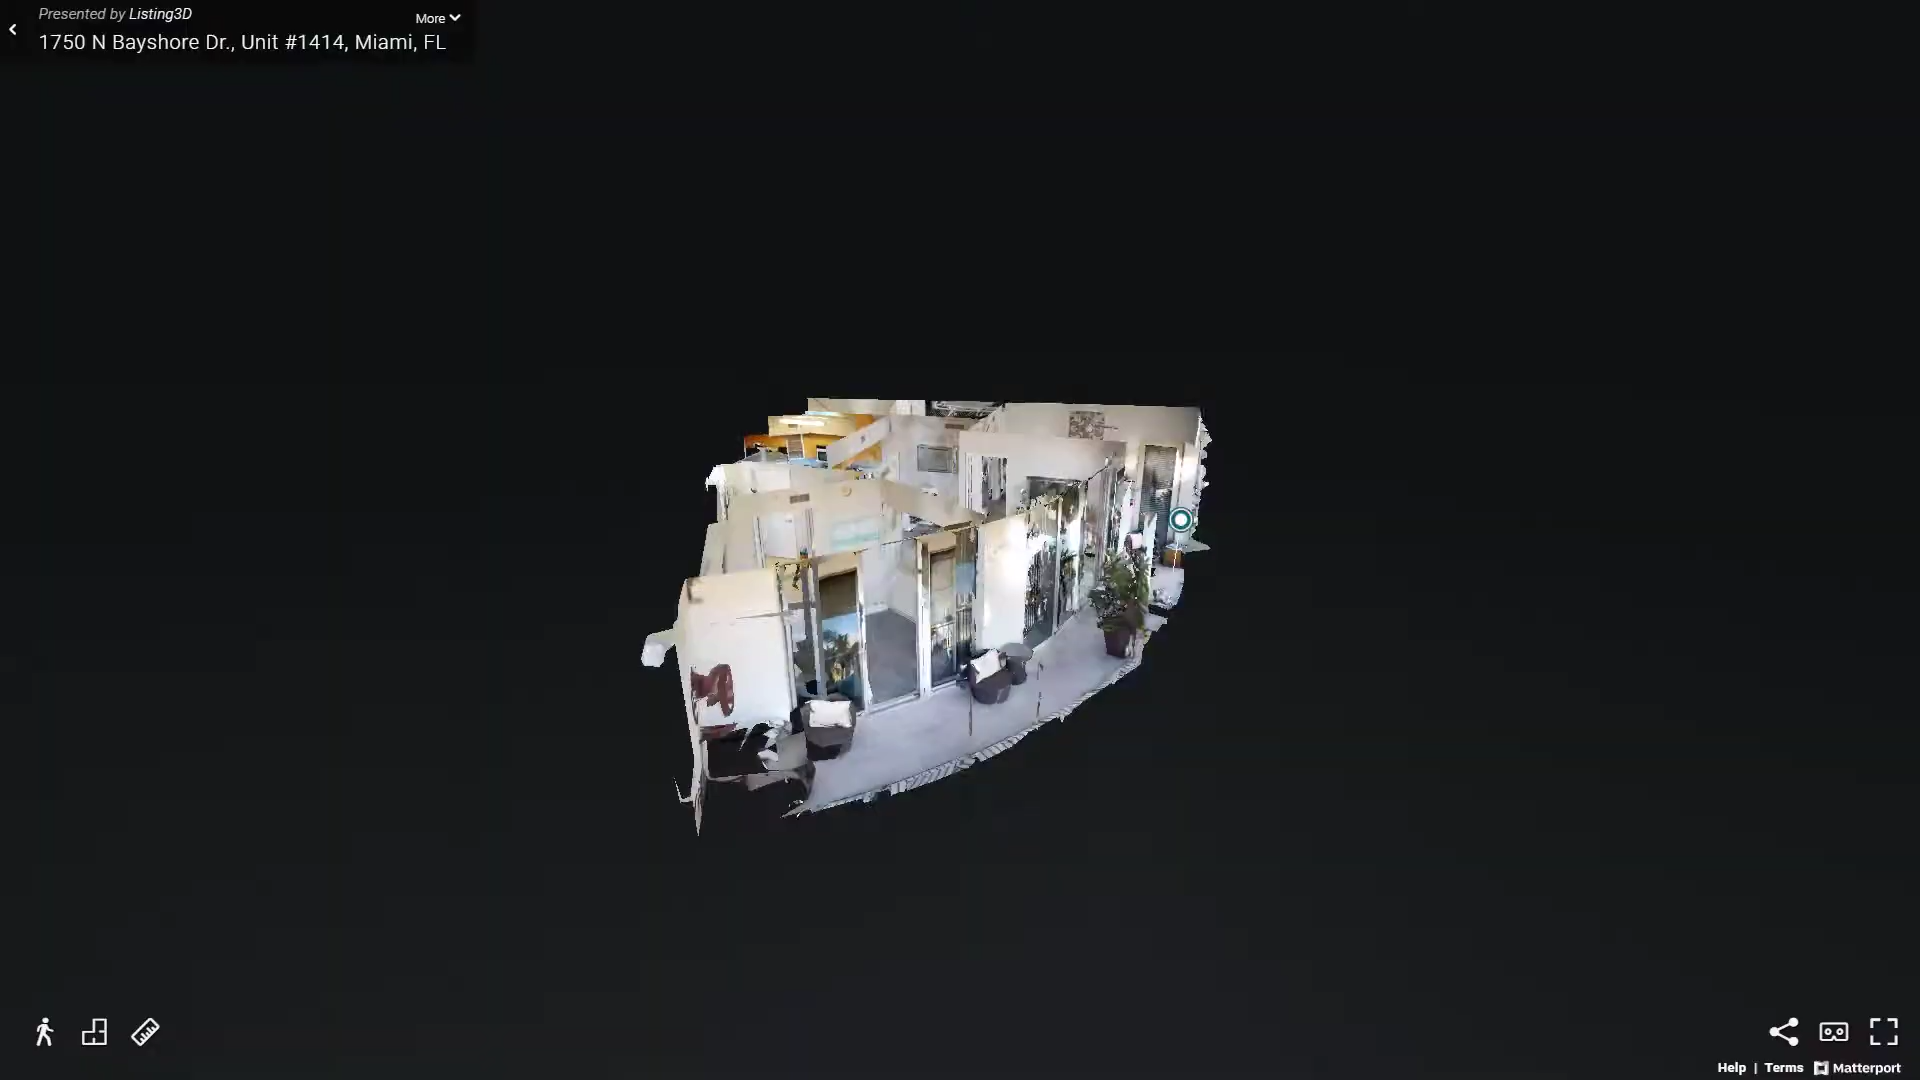 Presented by Listing3D
More
1750 N Bayshore Dr., Unit #1414, Miami, FL
Help | Terms Matterport